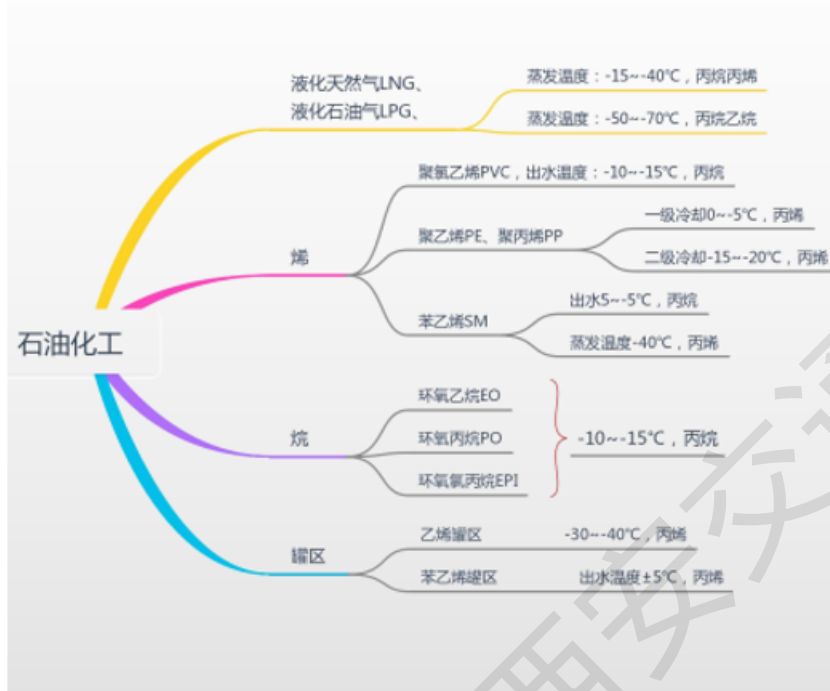 液化天然气LNG、
液化石油气LPG、
蒸发温度：-15~-40℃，丙烷丙烯
蒸发温度：-50~-70℃，丙烷乙烷
聚氯乙烯PVC，出水温度：-10~-15℃，丙烷
烯
聚乙烯PE、聚丙烯PP
一级冷却0~-5℃，丙烯
二级冷却-15~-20℃，丙烯
苯乙烯SM
出水5~-5℃，丙烷
蒸发温度-40℃，丙烯
石油化工
烷
环氧乙烷EO
环氧丙烷PO
环氧氯丙烷EPI
-10~-15℃，丙烷
罐区
乙烯罐区 -30~-40℃，丙烯
苯乙烯罐区 出水温度±5℃，丙烯
西安交通